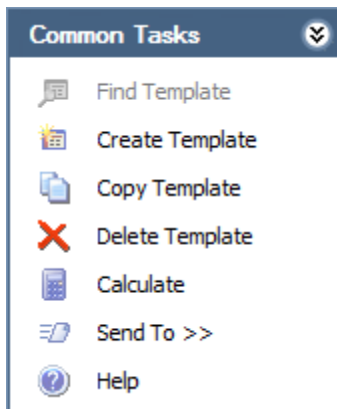 Common Tasks
Find Template
Create Template
Copy Template
Delete Template
Calculate
Send To >>
Help